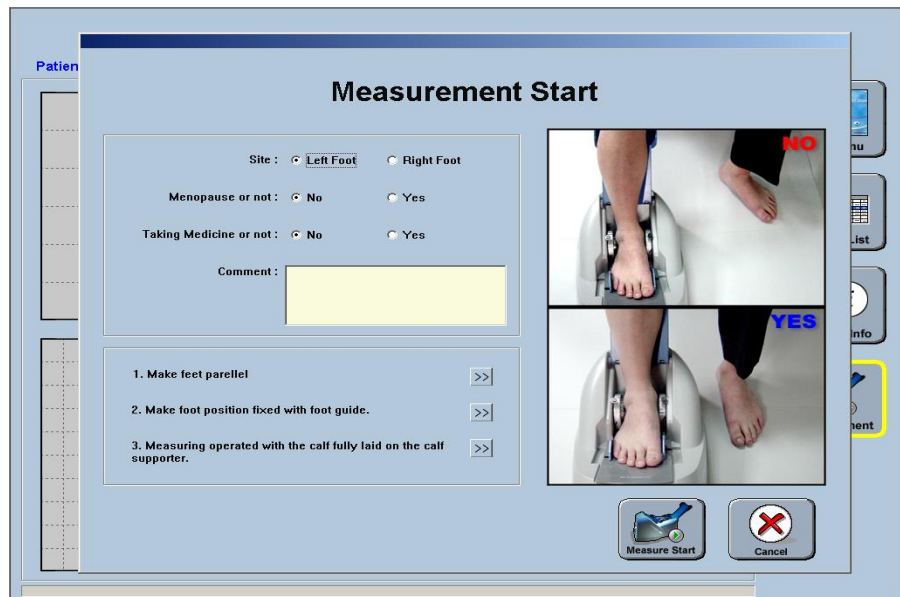 Patien
Measurement Start
Site : Left Foot Right Foot
Menopause or not : No Yes
Taking Medicine or not : No Yes
Comment :
1. Make feet parellel >>
2. Make foot position fixed with foot guide. >>
3. Measuring operated with the calf fully laid on the calf >>
supporter.
NO
YES
Measure Start
Cancel
nu
List
Info
ment